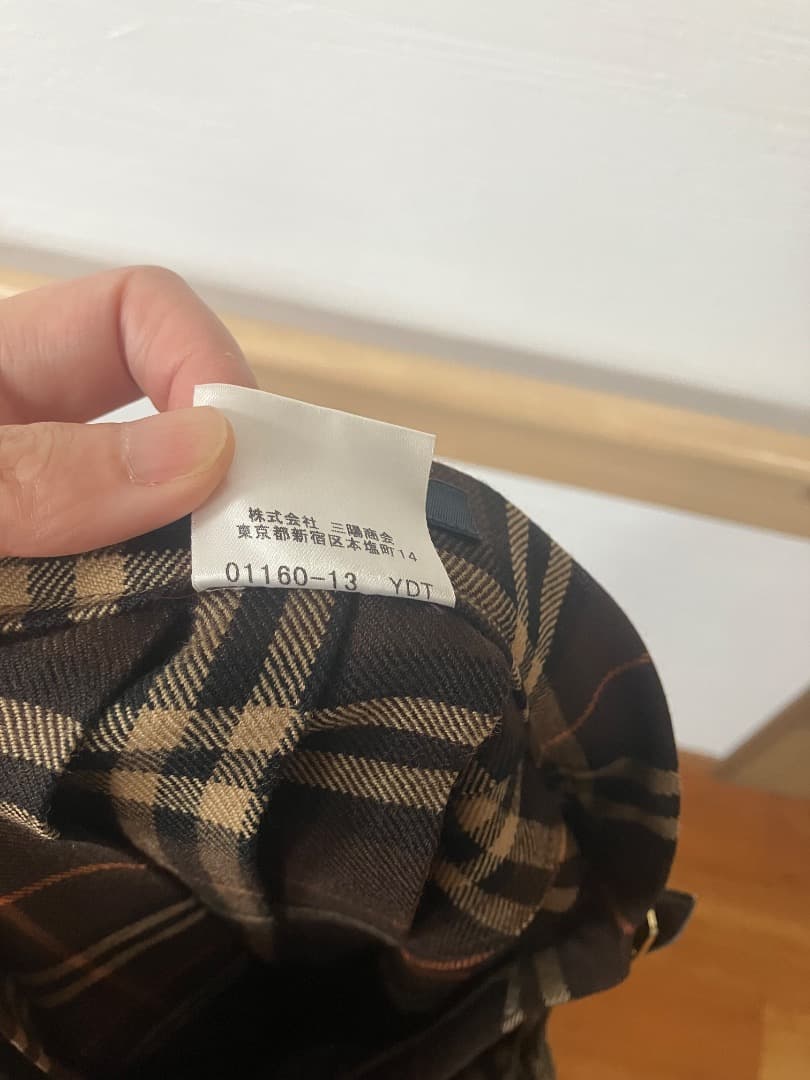 株式会社 三陽商会
東京都新宿区本塩町14
01160-13 YDT